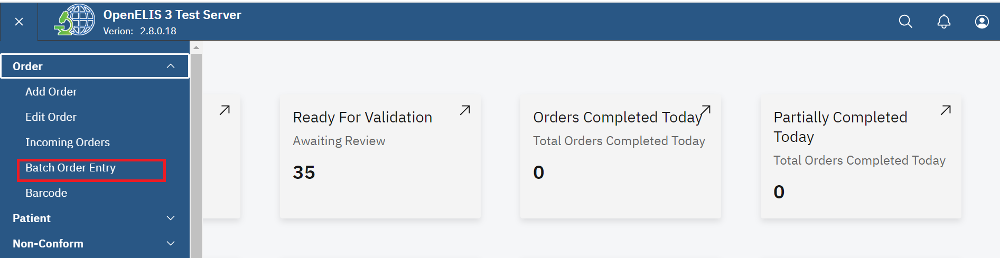 OpenELIS 3 Test Server
Verion: 2.8.0.18
Order
Add Order
Edit Order
Incoming Orders
Batch Order Entry
Barcode
Patient
Non-Conform
Ready For Validation
Awaiting Review
35
Orders Completed Today
Total Orders Completed Today
0
Partially Completed
Today
Total Orders Completed Today
0